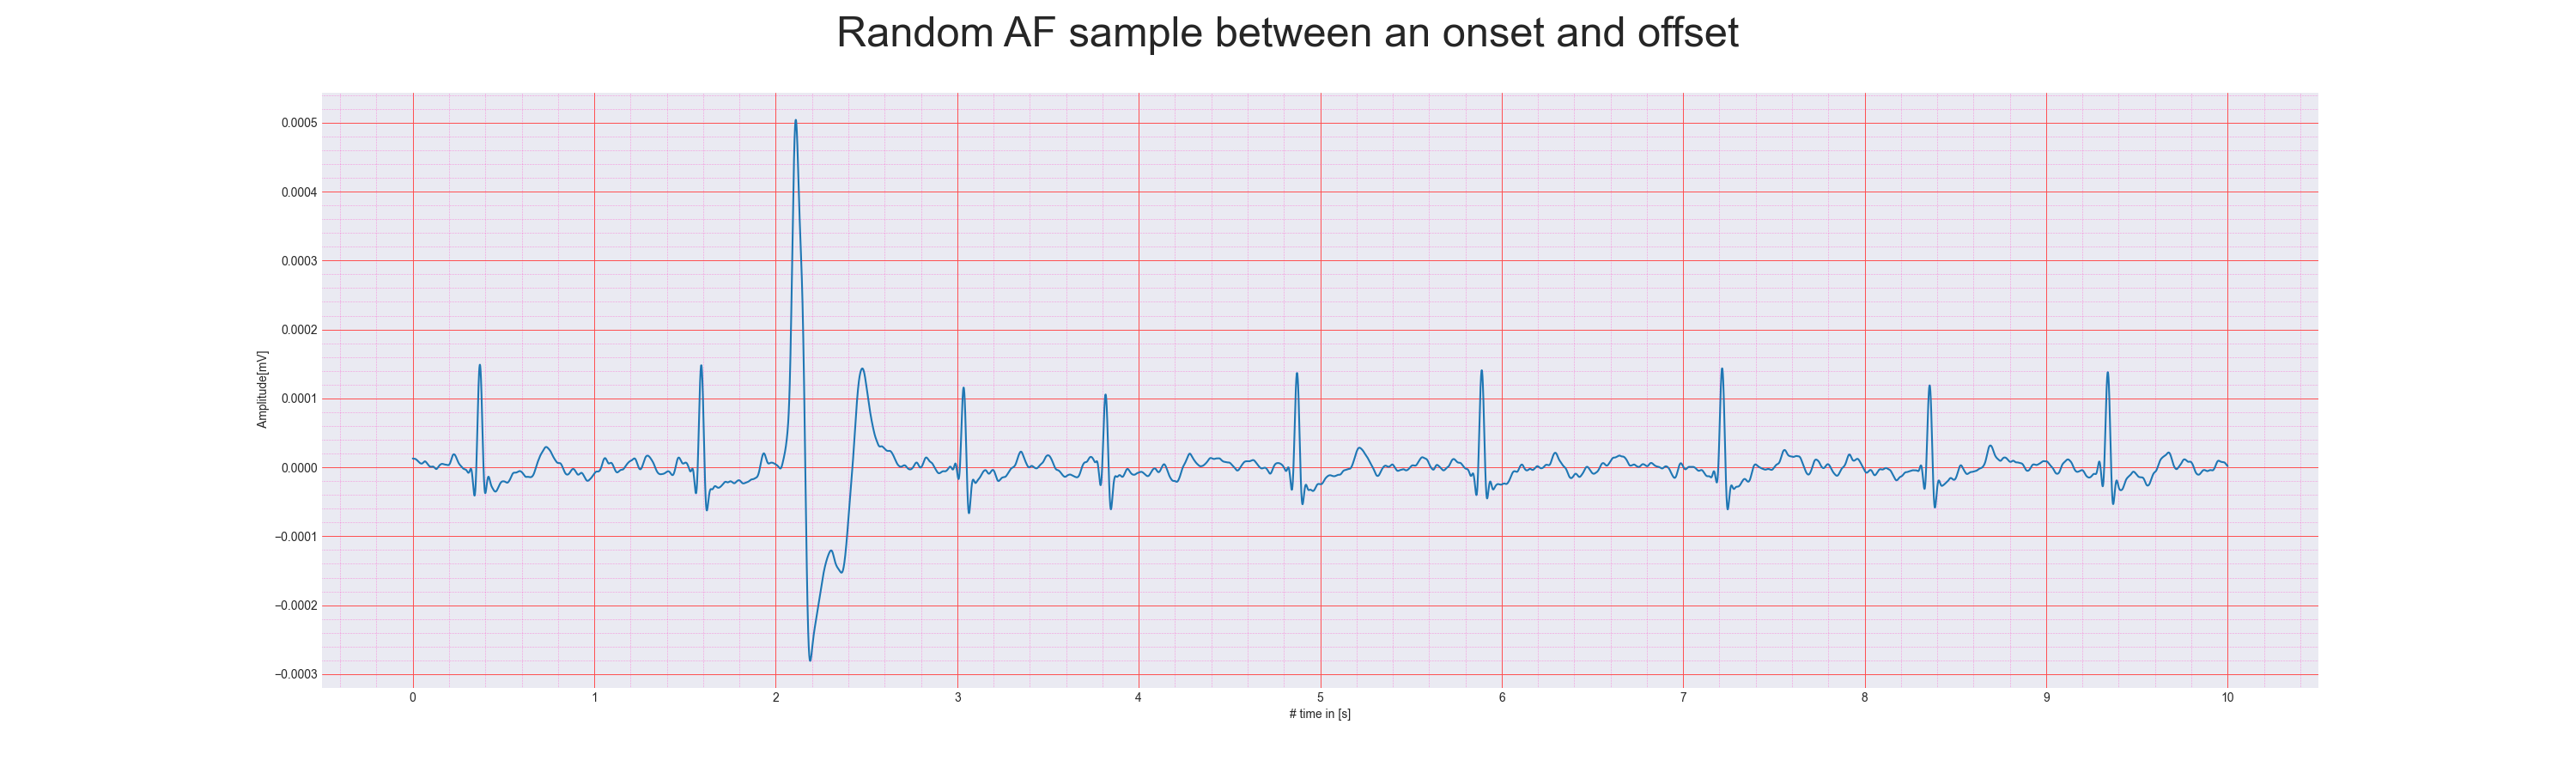 Random AF sample between an onset and offset
0.0005
0.0004
0.0003
0.0002
0.0001
0.0000
−0.0001
−0.0002
−0.0003
Amplitude[mV]
0 1 2 3 4 5 6 7 8 9 10
# time in [s]